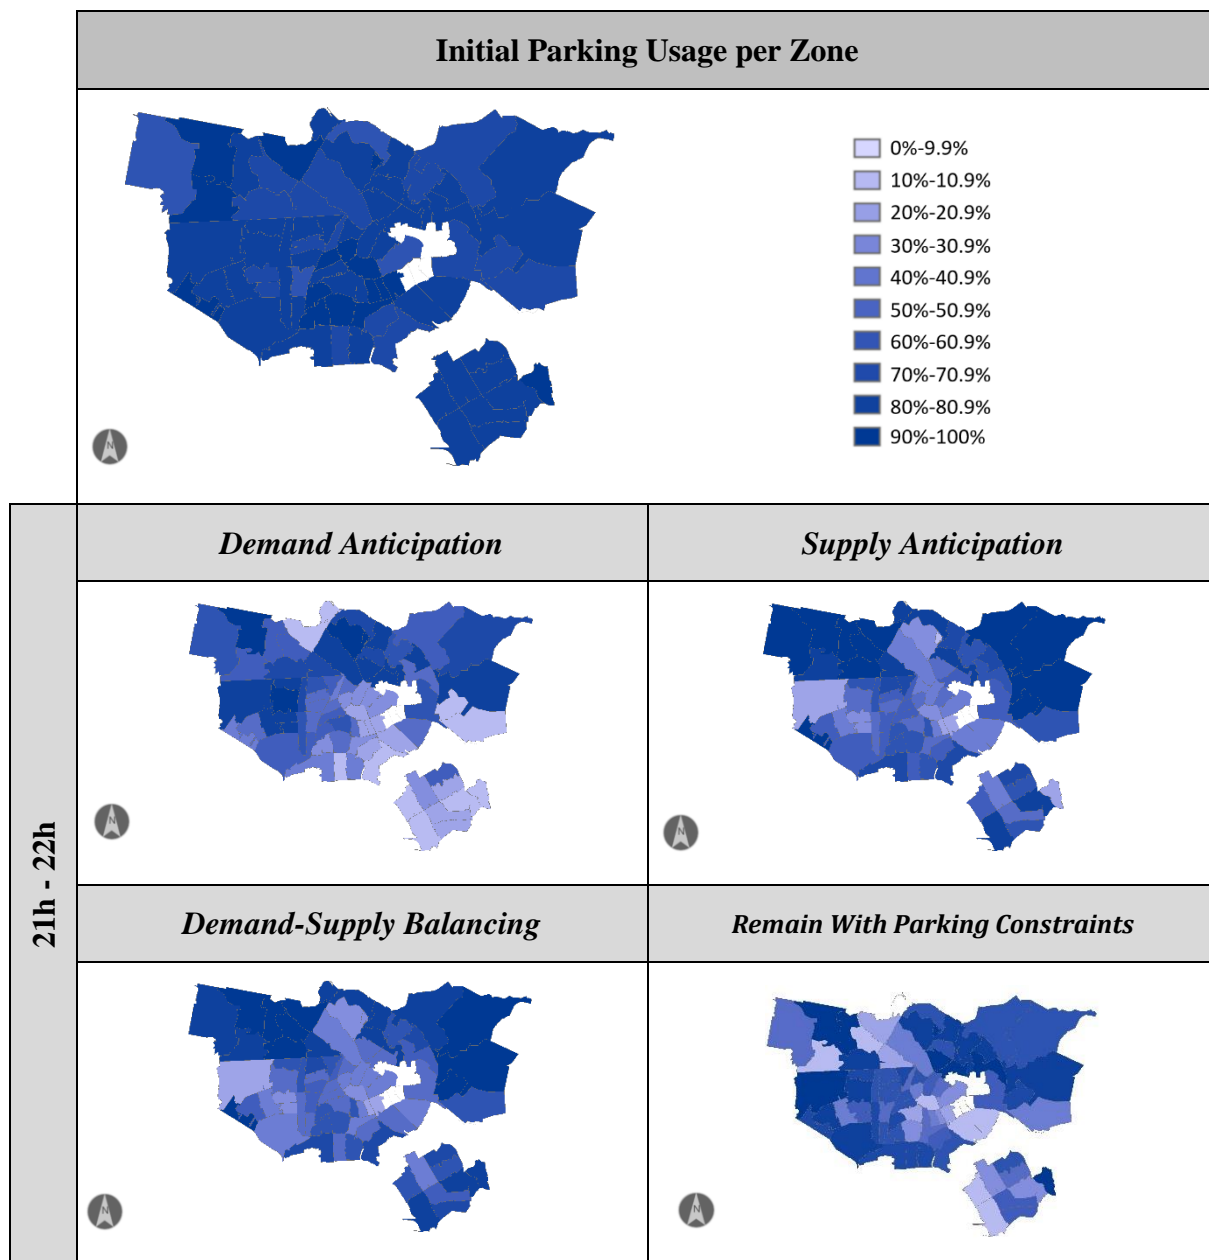 Initial Parking Usage per Zone
0%-9.9%
10%-10.9%
20%-20.9%
30%-30.9%
40%-40.9%
50%-50.9%
60%-60.9%
70%-70.9%
80%-80.9%
90%-100%
N
21h - 22h
Demand Anticipation
Supply Anticipation
N
N
Demand-Supply Balancing
Remain With Parking Constraints
N
N